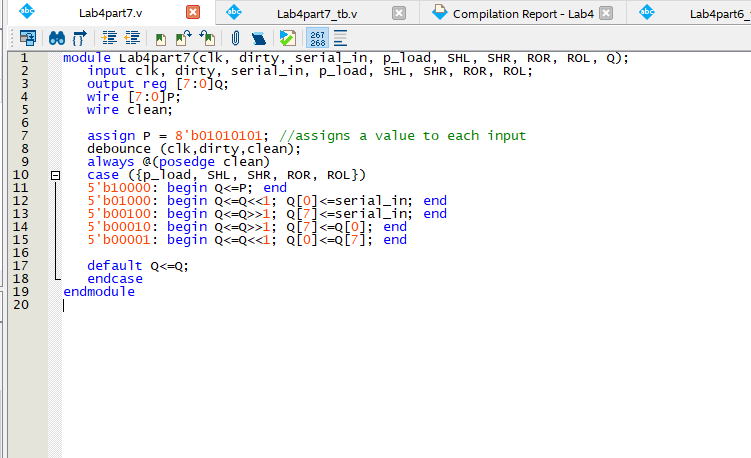 abc Lab4part7.v abc Lab4part7_tb.v Compilation Report - Lab4 abc Lab4part6_
267
268
1 module Lab4part7(clk, dirty, serial_in, p_load, SHL, SHR, ROR, ROL, Q);
2 input clk, dirty, serial_in, p_load, SHL, SHR, ROR, ROL;
3 output reg [7:0]Q;
4 wire [7:0]P;
5 wire clean;
6
7 assign P = 8'b01010101; //assigns a value to each input
8 debounce (clk,dirty,clean);
9 always @(posedge clean)
10 case ({p_load, SHL, SHR, ROR, ROL})
11 5'b10000: begin Q<=P; end
12 5'b01000: begin Q<=Q<<1; Q[0]<=serial_in; end
13 5'b00100: begin Q<=Q>>1; Q[7]<=serial_in; end
14 5'b00010: begin Q<=Q>>1; Q[7]<=Q[0]; end
15 5'b00001: begin Q<=Q<<1; Q[0]<=Q[7]; end
16
17 default Q<=Q;
18 endcase
19 endmodule
20